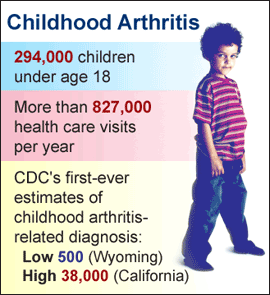 Childhood Arthritis
294,000 children
under age 18
More than 827,000
health care visits
per year
CDC's first-ever
estimates of
childhood arthritis-
related diagnosis:
Low 500 (Wyoming)
High 38,000 (California)